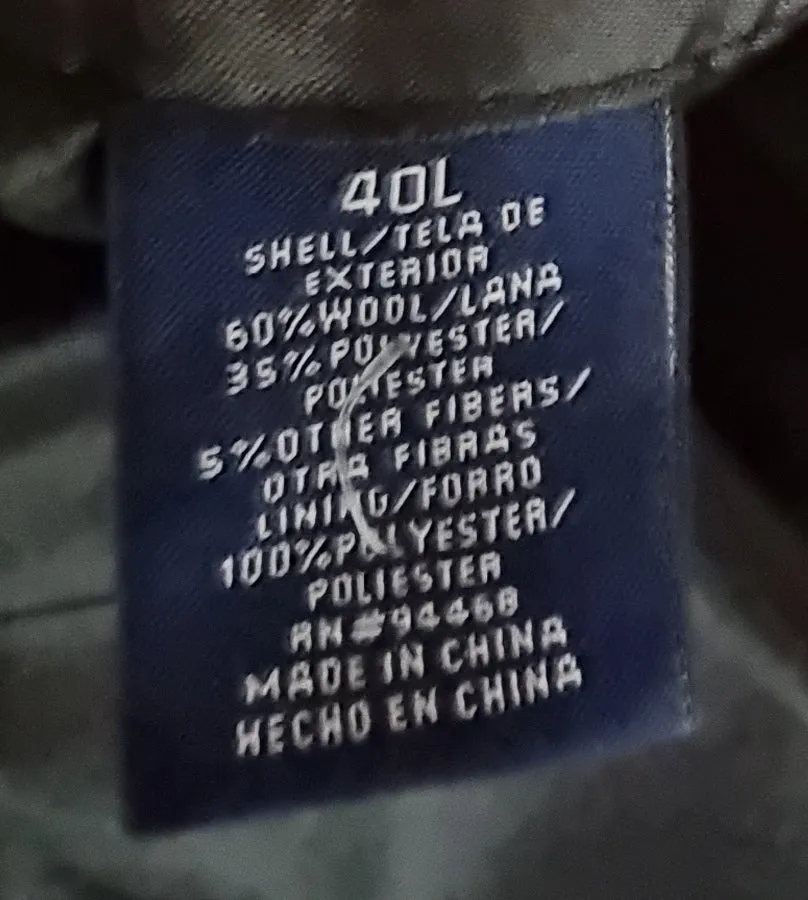 40L
SHELL/TELA DE
EXTERIOR
60%WOOL/LANA
35%POLYESTER/
POLIESTER
5%OTHER FIBERS/
OTRA FIBRAS
LINING/FORRO
100%POLYESTER/
POLIESTER
RN#94468
MADE IN CHINA
HECHO EN CHINA